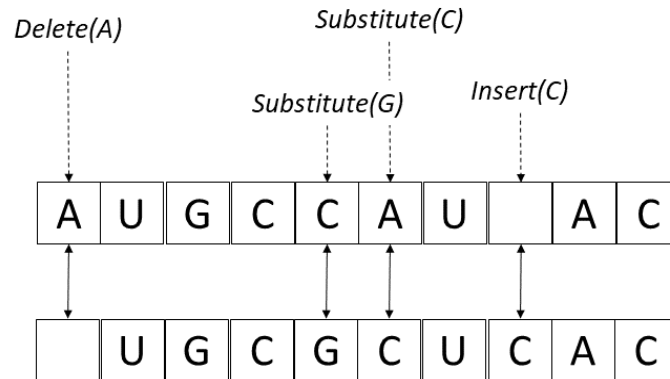 Substitute(C)
Delete(A)
Insert(C)
Substitute(G)
A U G C C A U A C
U G C G C U C A C